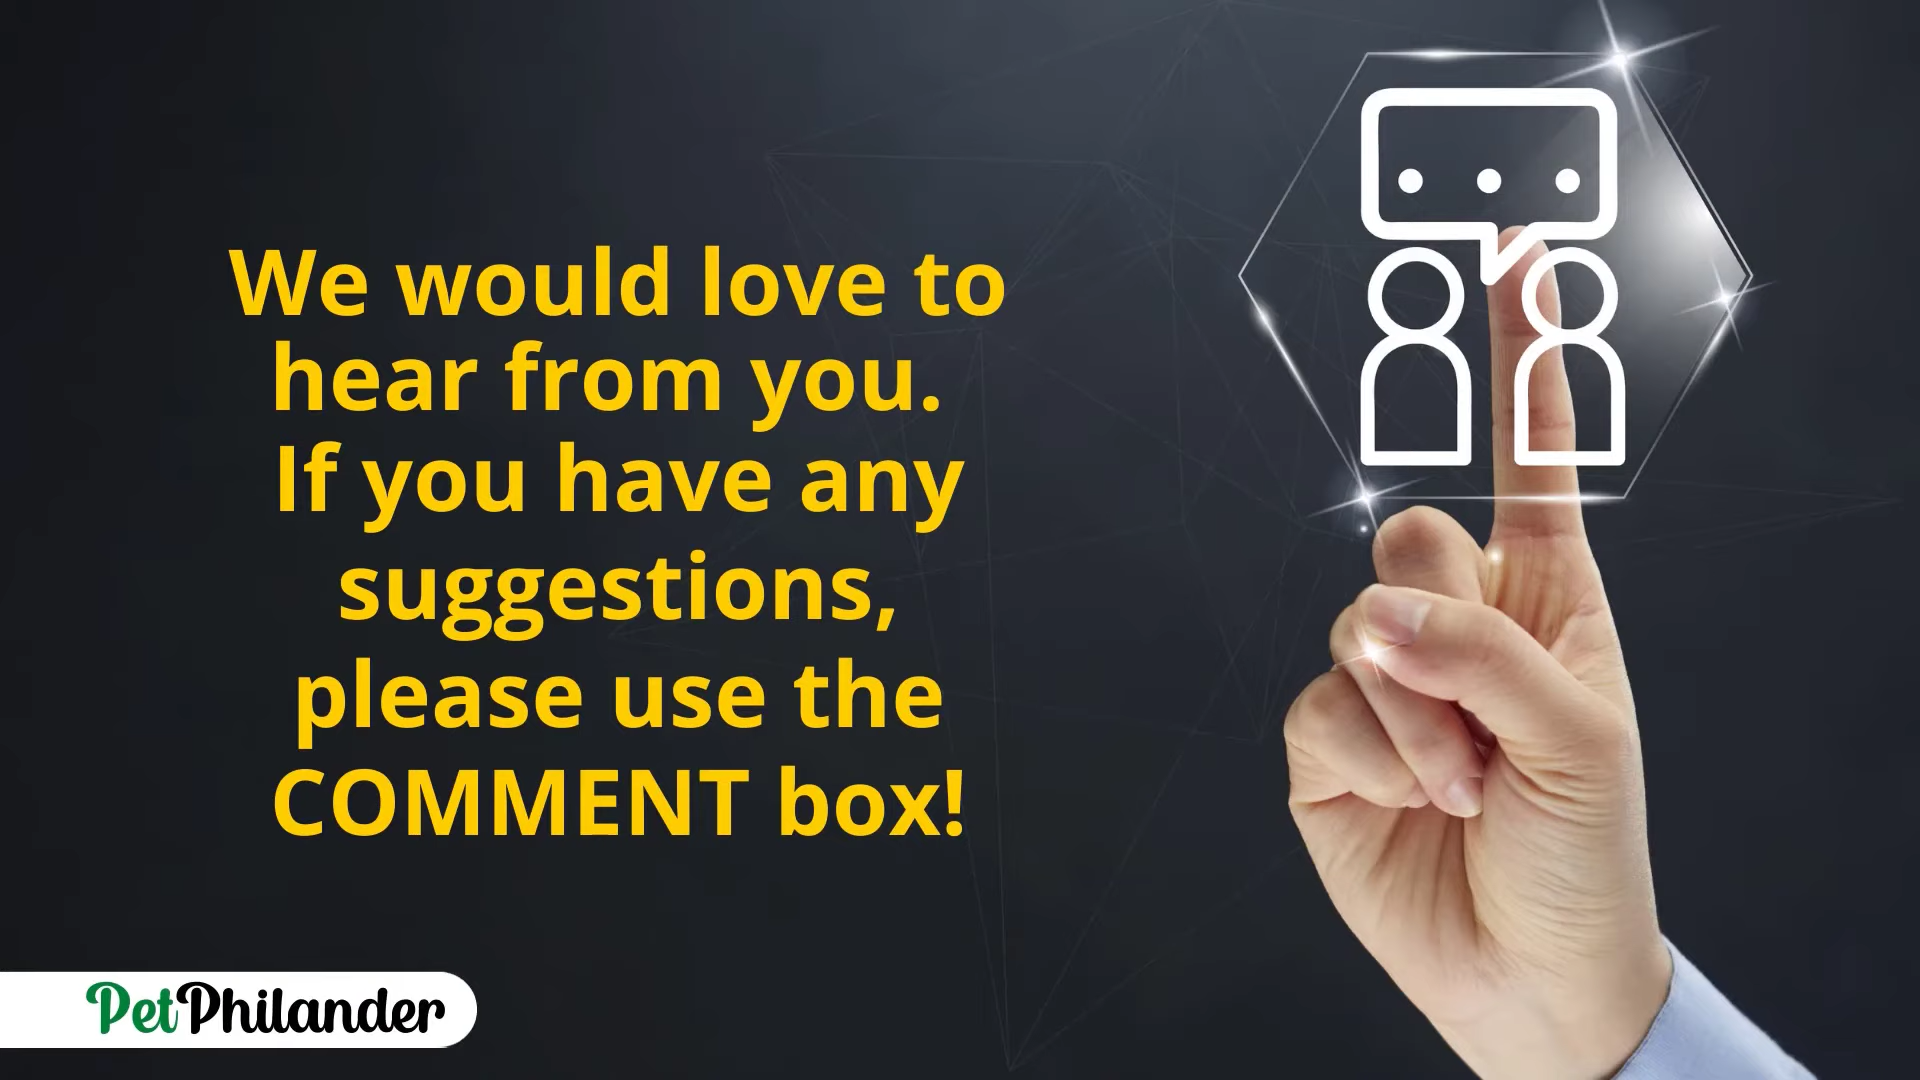 We would love to
hear from you.
If you have any
suggestions,
please use the
COMMENT box!
PetPhilander